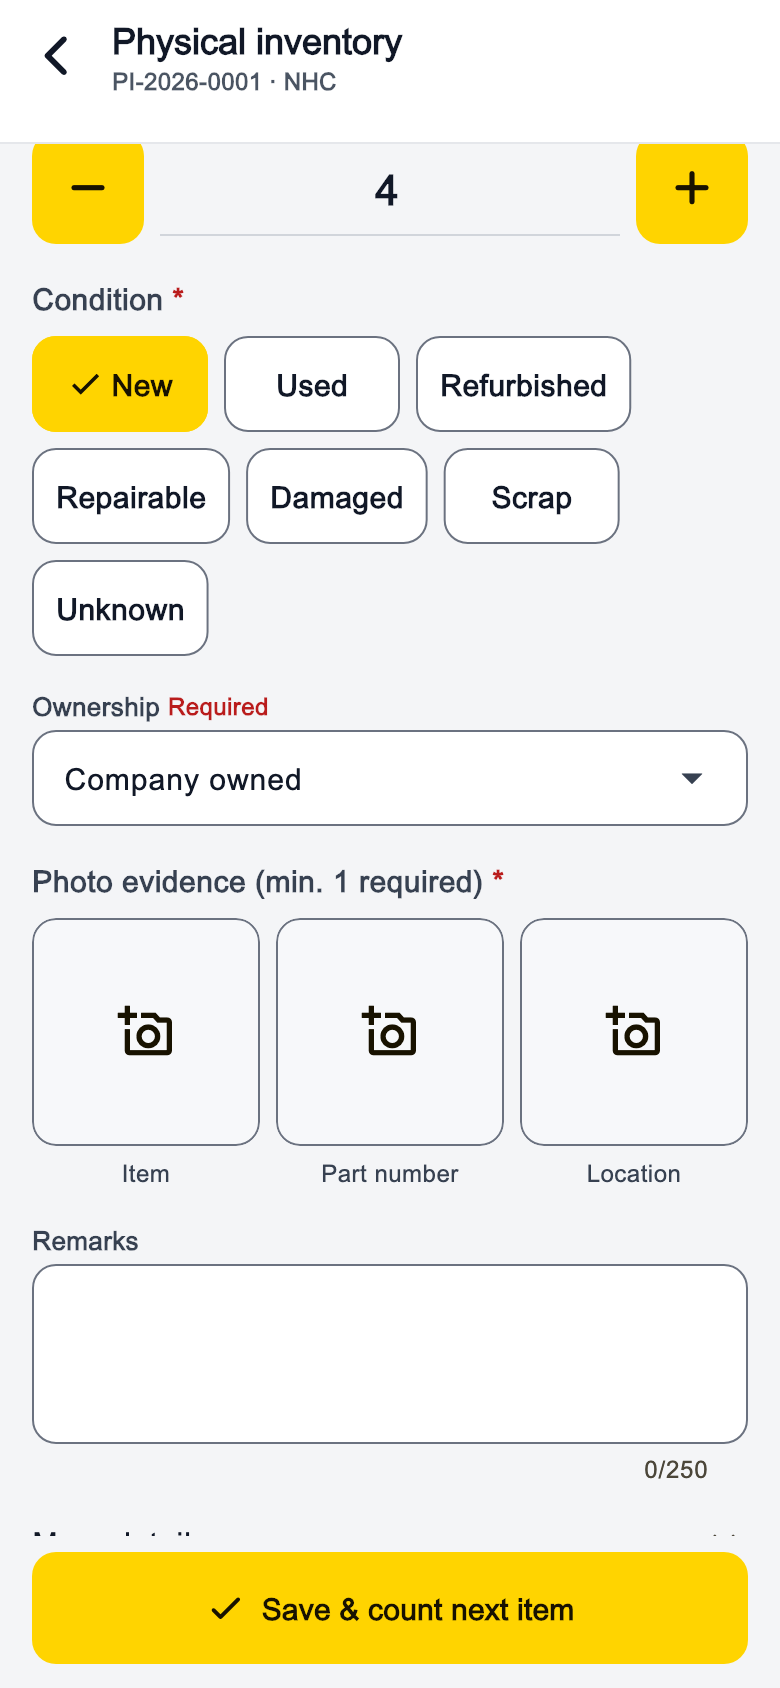 Physical inventory
PI-2026-0001 · NHC
4
Condition *
New
Used
Refurbished
Repairable
Damaged
Scrap
Unknown
Ownership Required
Company owned
Photo evidence (min. 1 required) *
Item
Part number
Location
Remarks
0/250
Save & count next item